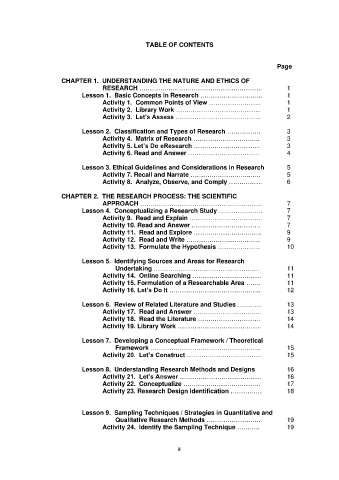 TABLE OF CONTENTS
Page
CHAPTER 1. UNDERSTANDING THE NATURE AND ETHICS OF
RESEARCH ………………………………………………… 1
Lesson 1. Basic Concepts in Research ……………………….. 1
Activity 1. Common Points of View ……………………. 1
Activity 2. Library Work …………………………………. 1
Activity 3. Let's Assess …………………………………. 2
Lesson 2. Classification and Types of Research ……………. 3
Activity 4. Matrix of Research …………………………. 3
Activity 5. Let's Do eResearch …………………………. 3
Activity 6. Read and Answer ……………………………. 4
Lesson 3. Ethical Guidelines and Considerations in Research 5
Activity 7. Recall and Narrate …………………………… 5
Activity 8. Analyze, Observe, and Comply ……………. 6
CHAPTER 2. THE RESEARCH PROCESS: THE SCIENTIFIC
APPROACH ………………………………………………… 7
Lesson 4. Conceptualizing a Research Study ………………… 7
Activity 9. Read and Explain ……………………………. 7
Activity 10. Read and Answer ………………………….. 7
Activity 11. Read and Explore ………………………….. 9
Activity 12. Read and Write …………………………….. 9
Activity 13. Formulate the Hypothesis ……………….. 10
Lesson 5. Identifying Sources and Areas for Research
Undertaking …………………………………………… 11
Activity 14. Online Searching ………………………….. 11
Activity 15. Formulation of a Researchable Area ……. 11
Activity 16. Let's Do It …………………………………… 12
Lesson 6. Review of Related Literature and Studies ………… 13
Activity 17. Read and Answer ………………………….. 13
Activity 18. Read the Literature ………………………… 14
Activity 19. Library Work ………………………………… 14
Lesson 7. Developing a Conceptual Framework / Theoretical
Framework …………………………………………… 15
Activity 20. Let's Construct …………………………….. 15
Lesson 8. Understanding Research Methods and Designs 16
Activity 21. Let's Answer ………………………………… 16
Activity 22. Conceptualize ……………………………… 17
Activity 23. Research Design Identification …………… 18
Lesson 9. Sampling Techniques / Strategies in Quantitative and
Qualitative Research Methods ……………………. 19
Activity 24. Identify the Sampling Technique ………. 19
ii